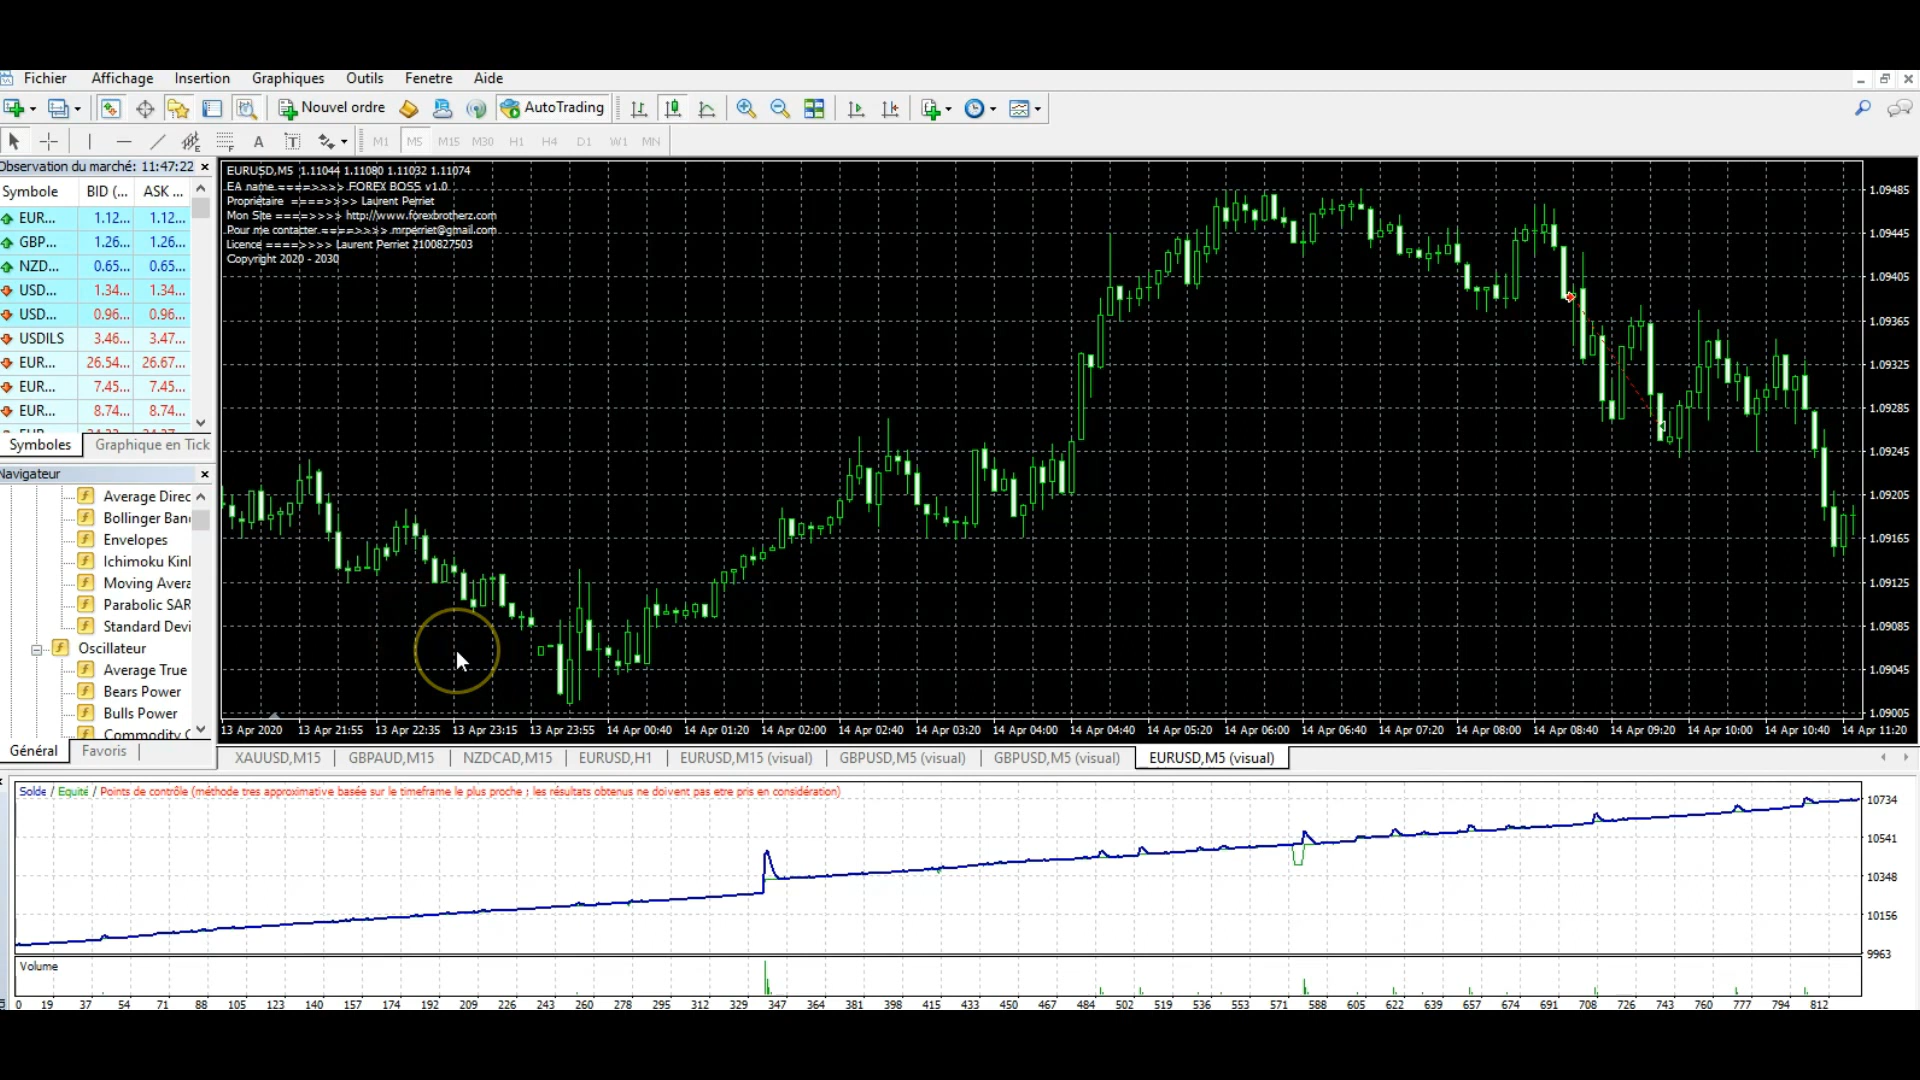 Fichier Affichage Insertion Graphiques Outils Fenetre Aide
Nouvel ordre AutoTrading
A T M1 M5 M15 M30 H1 H4 D1 W1 MN
Observation du marché: 11:47:22
Symbole BID (... ASK ...
EUR... 1.12... 1.12...
GBP... 1.26... 1.26...
NZD... 0.65... 0.65...
USD... 1.34... 1.34...
USD... 0.96... 0.96...
USDILS 3.46... 3.47...
EUR... 26.54... 26.67...
EUR... 7.45... 7.45...
EUR... 8.74... 8.74...
Symboles Graphique en Tick
Navigateur
Average Direc
Bollinger Ban
Envelopes
Ichimoku Kin
Moving Avera
Parabolic SAR
Standard Devi
Oscillateur
Average True
Bears Power
Bulls Power
Commodity C
Général Favoris
EURUSD,M5 1.11044 1.11080 1.11032 1.11074
EA name ====>>>> FOREX BOSS v1.0
Propriétaire ====>>>> Laurent Perriet
Mon Site ====>>>> http://www.forexbrotherz.com
Pour me contacter ====>>>> mrperriet@gmail.com
Licence ====>>>> Laurent Perriet 2100827503
Copyright 2020 - 2030
1.09485
1.09445
1.09405
1.09365
1.09325
1.09285
1.09245
1.09205
1.09165
1.09125
1.09085
1.09045
1.09005
13 Apr 2020 13 Apr 21:55 13 Apr 22:35 13 Apr 23:15 13 Apr 23:55 14 Apr 00:40 14 Apr 01:20 14 Apr 02:00 14 Apr 02:40 14 Apr 03:20 14 Apr 04:00 14 Apr 04:40 14 Apr 05:20 14 Apr 06:00 14 Apr 06:40 14 Apr 07:20 14 Apr 08:00 14 Apr 08:40 14 Apr 09:20 14 Apr 10:00 14 Apr 10:40 14 Apr 11:20
XAUUSD,M15 GBPAUD,M15 NZDCAD,M15 EURUSD,H1 EURUSD,M15 (visual) GBPUSD,M5 (visual) GBPUSD,M5 (visual) EURUSD,M5 (visual)
Solde / Equité / Points de contrôle (méthode tres approximative basée sur le timeframe le plus proche ; les résultats obtenus ne doivent pas etre pris en considération)
10734
10541
10348
10156
9963
Volume
0 19 37 54 71 88 105 123 140 157 174 192 209 226 243 260 278 295 312 329 347 364 381 398 415 433 450 467 484 502 519 536 553 571 588 605 622 639 657 674 691 708 726 743 760 777 794 812